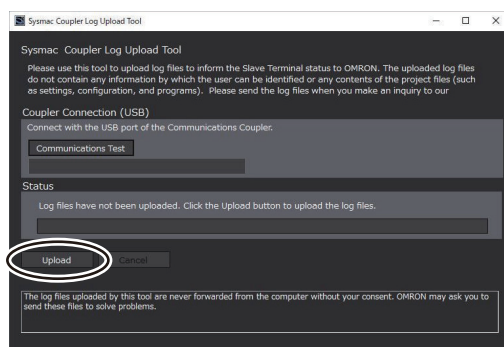 Sysmac Coupler Log Upload Tool
Sysmac Coupler Log Upload Tool
Please use this tool to upload log files to inform the Slave Terminal status to OMRON. The uploaded log files
do not contain any information by which the user can be identified or any contents of the project files (such
as settings, configuration, and programs). Please send the log files when you make an inquiry to our
Coupler Connection (USB)
Connect with the USB port of the Communications Coupler.
Communications Test
Status
Log files have not been uploaded. Click the Upload button to upload the log files.
Upload Cancel
The log files uploaded by this tool are never forwarded from the computer without your consent. OMRON may ask you to
send these files to solve problems.